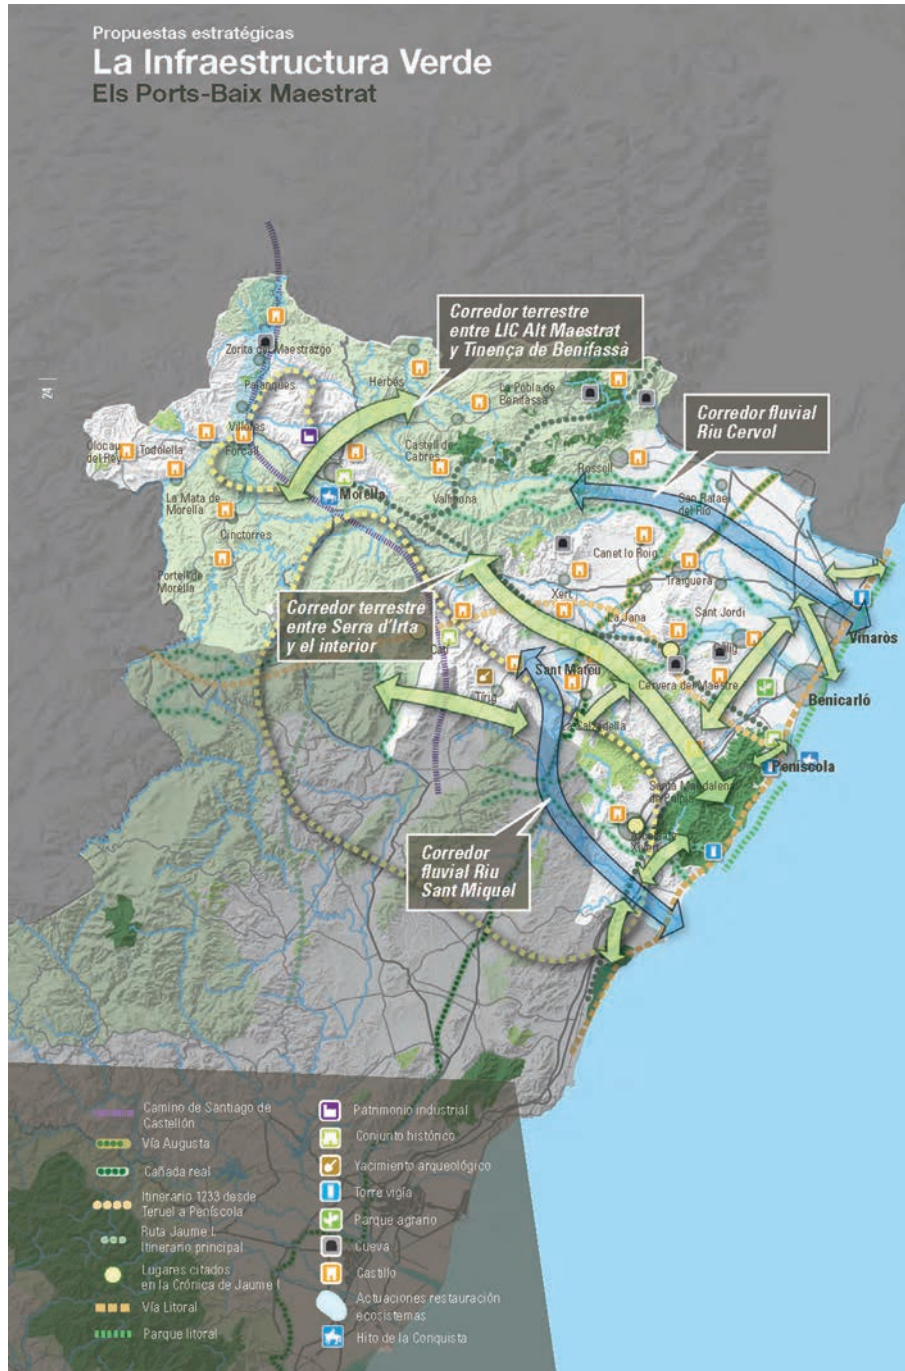 Propuestas estratégicas
La Infraestructura Verde
Els Ports-Baix Maestrat
24 |
Corredor terrestre
entre LIC Alt Maestrat
y Tinença de Benifassà
Corredor fluvial
Riu Cervol
Zorita del Maestrazgo
Palanques
Herbés
La Pobla de
Benifassà
Villores
Forcall
Olocau
del Rey
Todolella
Castell de
Cabres
Rossell
La Mata de
Morella
Morella
Vallibona
San Rafael
del Río
Cinctorres
Canet lo Roig
Portell de
Morella
Traiguera
Xert
Corredor terrestre
entre Serra d'Irta
y el interior
La Jana
Sant Jordi
Vinaròs
Catí
Sant Mateu
Càlig
Tírig
Cervera del Maestre
Benicarló
Salzadella
Peníscola
Santa Magdalena
de Pulpis
Corredor
fluvial Riu
Sant Miquel
Camino de Santiago de
Castellón
Vía Augusta
Cañada real
Itinerario 1233 desde
Teruel a Peníscola
Ruta Jaume I.
Itinerario principal
Lugares citados
en la Crónica de Jaume I
Vía Litoral
Parque litoral
Patrimonio industrial
Conjunto histórico
Yacimiento arqueológico
Torre vigía
Parque agrario
Cueva
Castillo
Actuaciones restauración
ecosistemas
Hito de la Conquista